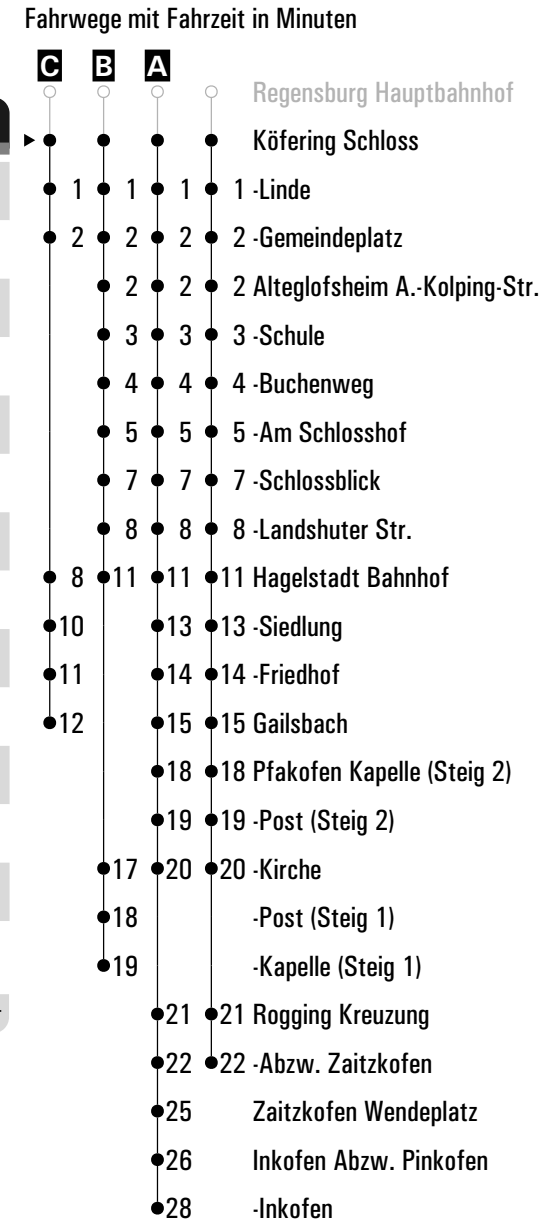 Fahrwege mit Fahrzeit in Minuten
C B A
Regensburg Hauptbahnhof
Köfering Schloss
1 1 1 1 -Linde
2 2 2 2 -Gemeindeplatz
2 2 2 Alteglofsheim A.-Kolping-Str.
3 3 3 -Schule
4 4 4 -Buchenweg
5 5 5 -Am Schlosshof
7 7 7 -Schlossblick
8 8 8 -Landshuter Str.
8 11 11 11 Hagelstadt Bahnhof
10 13 13 -Siedlung
11 14 14 -Friedhof
12 15 15 Gailsbach
18 18 Pfakofen Kapelle (Steig 2)
19 19 -Post (Steig 2)
17 20 20 -Kirche
18 -Post (Steig 1)
19 -Kapelle (Steig 1)
21 21 Rogging Kreuzung
22 22 -Abzw. Zaitzkofen
25 Zaitzkofen Wendeplatz
26 Inkofen Abzw. Pinkofen
28 -Inkofen